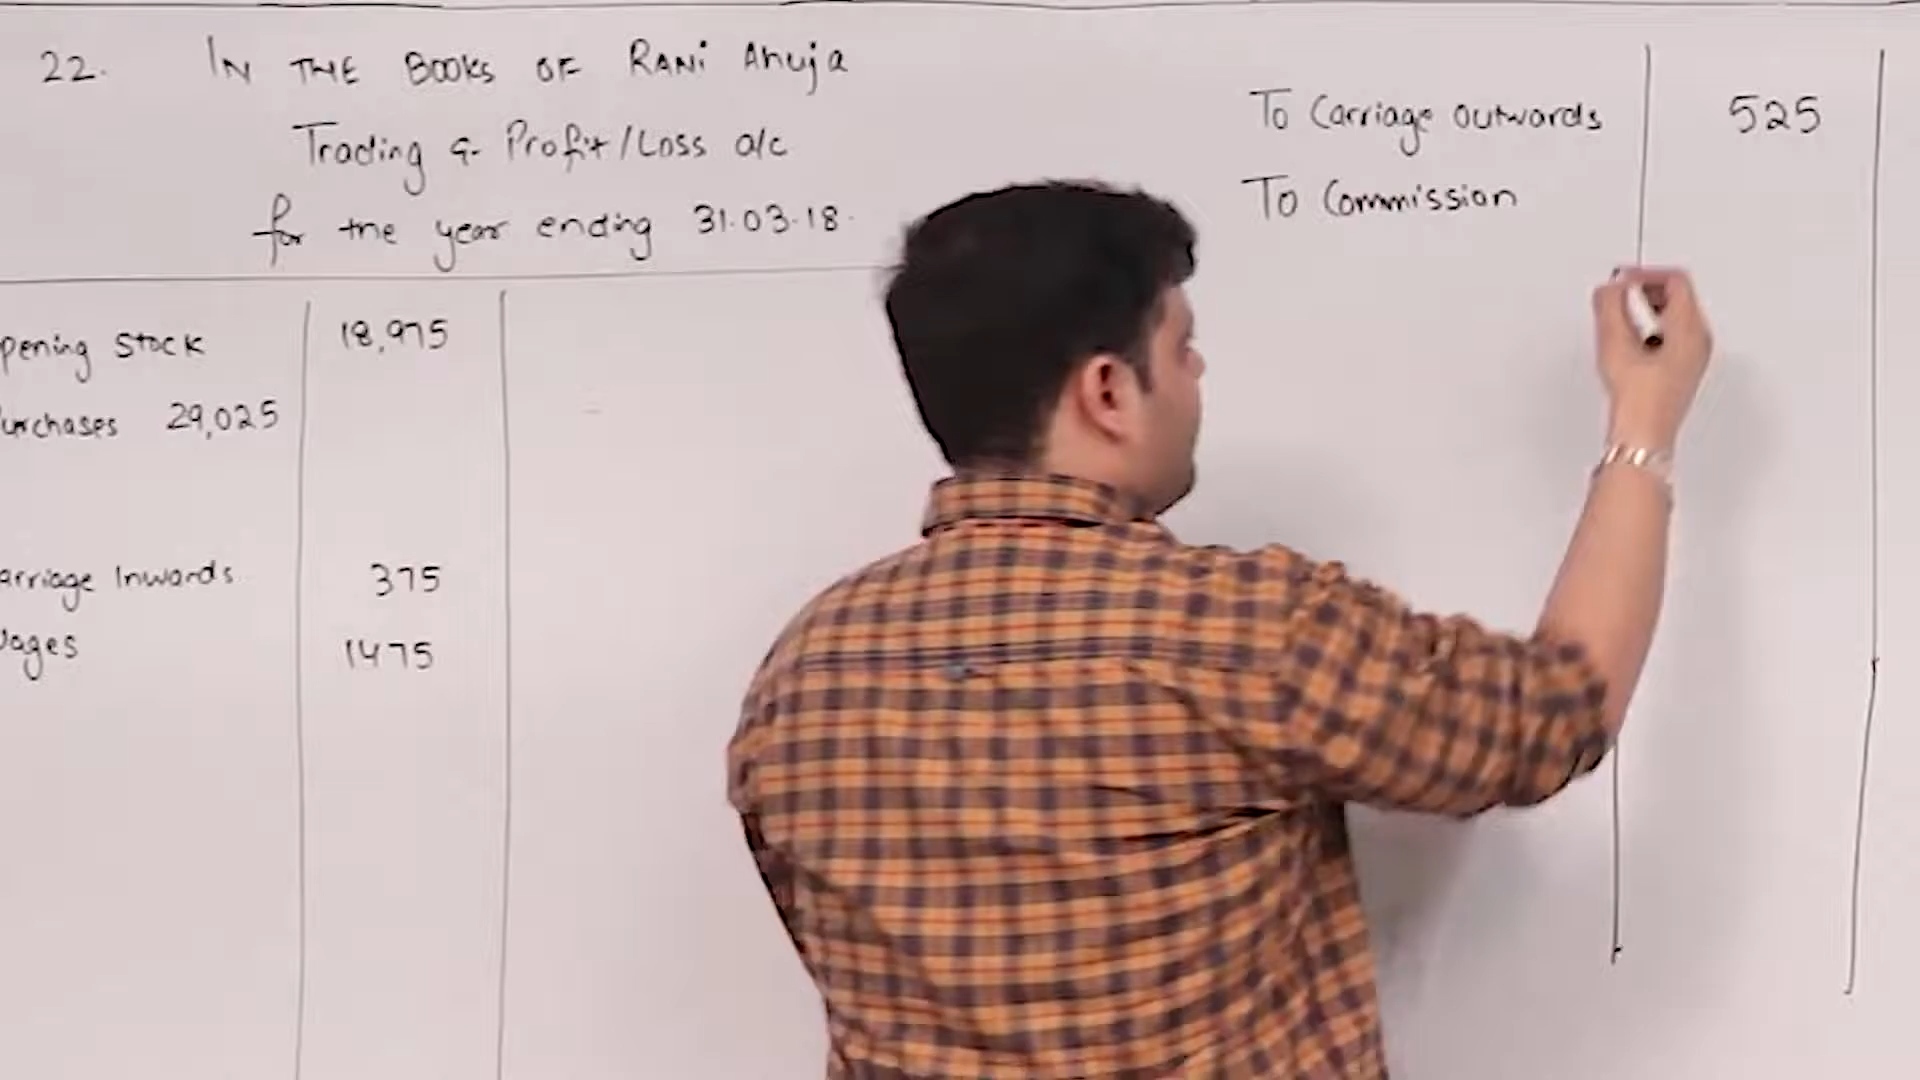 22. IN THE BOOKS OF RANi Ahuja
Trading & Profit/Loss a/c
for the year ending 31.03.18.
pening Stock 18,975
urchases 29,025
arriage Inwards 375
ages 1475
To Carriage Outwards 525
To Commission